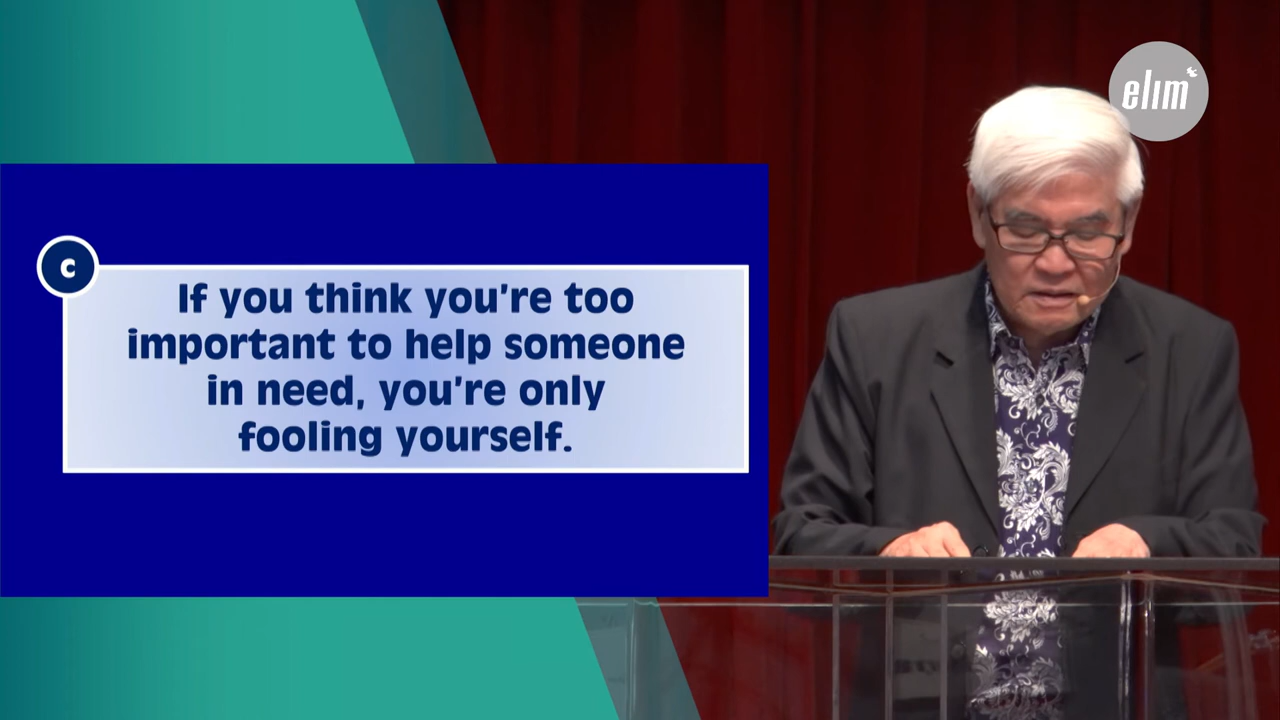 elim
c
If you think you're too
important to help someone
in need, you're only
fooling yourself.